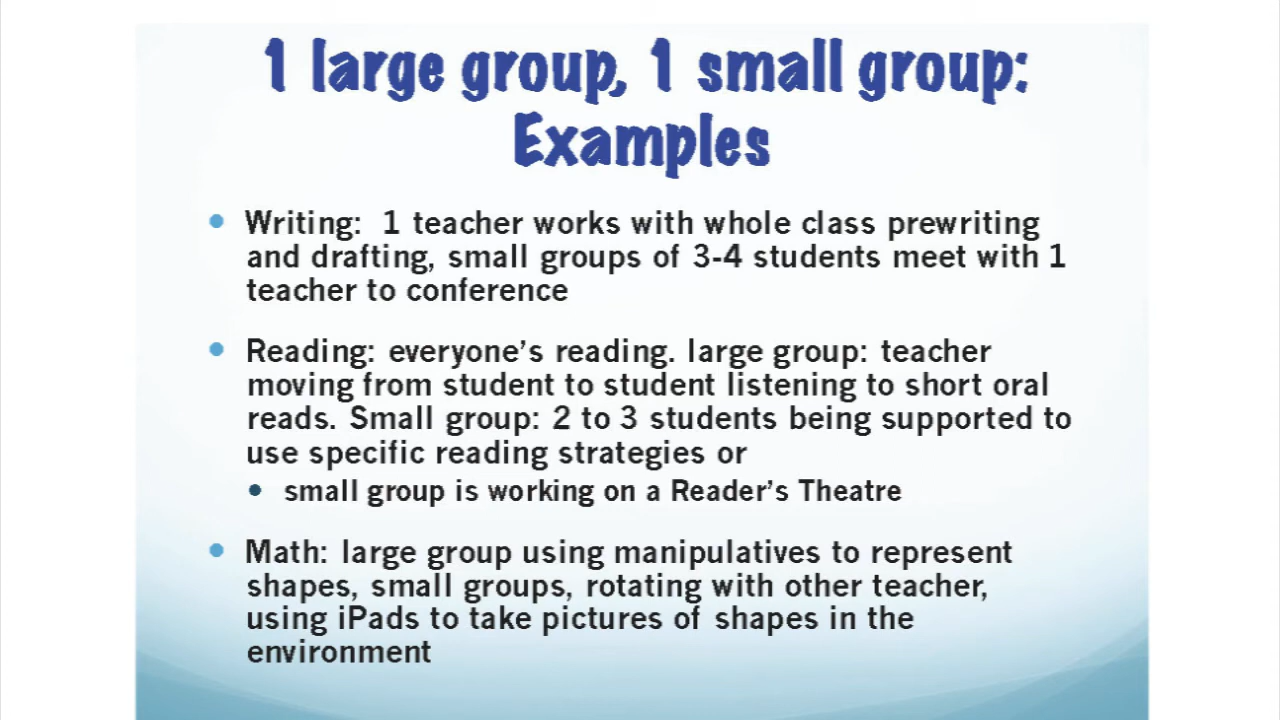 1 large group, 1 small group:
Examples
Writing: 1 teacher works with whole class prewriting
and drafting, small groups of 3-4 students meet with 1
teacher to conference
Reading: everyone’s reading. large group: teacher
moving from student to student listening to short oral
reads. Small group: 2 to 3 students being supported to
use specific reading strategies or
small group is working on a Reader’s Theatre
Math: large group using manipulatives to represent
shapes, small groups, rotating with other teacher,
using iPads to take pictures of shapes in the
environment